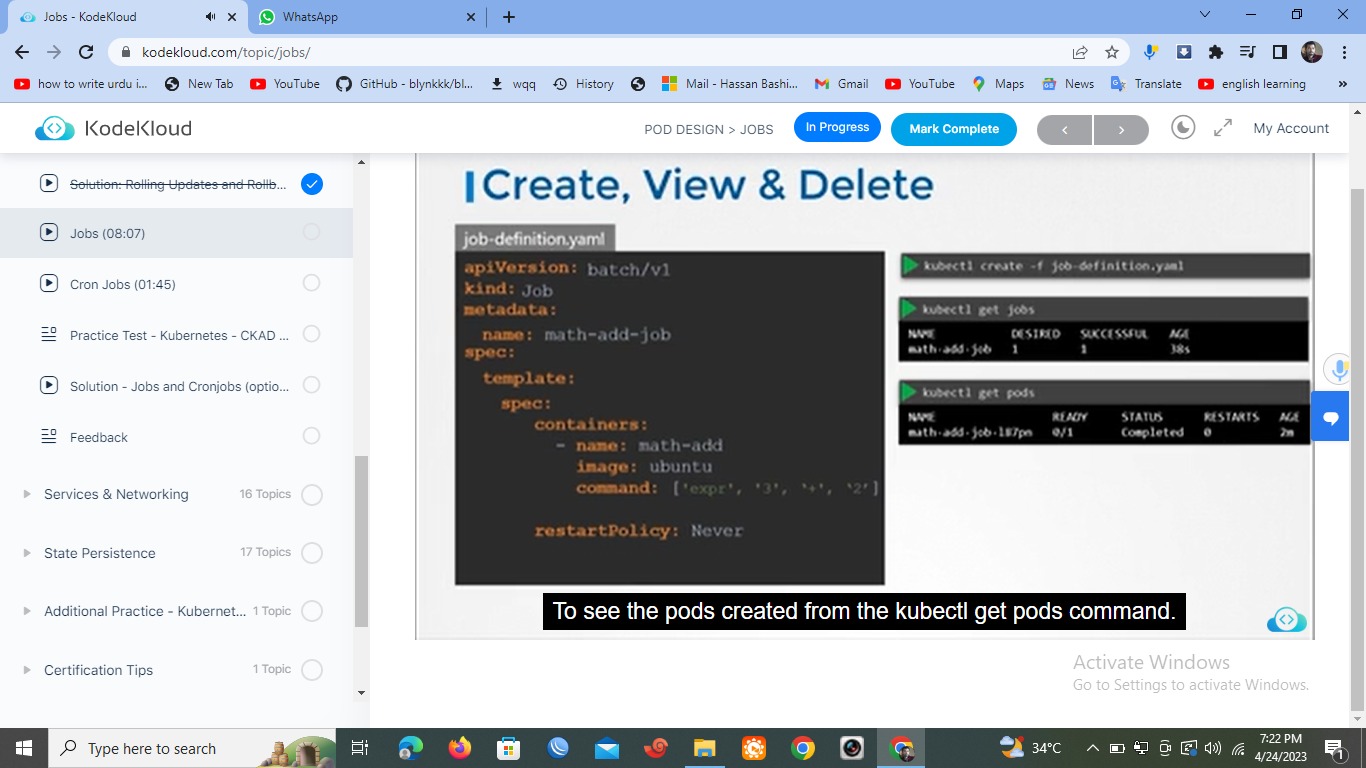 Jobs - KodeKloud
WhatsApp
kodekloud.com/topic/jobs/
how to write urdu i...
New Tab
YouTube
GitHub - blynkkk/bl...
wqq
History
Mail - Hassan Bashi...
Gmail
YouTube
Maps
News
Translate
english learning
»
KodeKloud
POD DESIGN > JOBS
In Progress
Mark Complete
<
>
My Account
Solution: Rolling Updates and Rollb...
Jobs (08:07)
Cron Jobs (01:45)
Practice Test - Kubernetes - CKAD ...
Solution - Jobs and Cronjobs (optio...
Feedback
Services & Networking 16 Topics
State Persistence 17 Topics
Additional Practice - Kubernet... 1 Topic
Certification Tips 1 Topic
Create, View & Delete
job-definition.yaml
apiVersion: batch/v1
kind: Job
metadata:
name: math-add-job
spec:
template:
spec:
containers:
- name: math-add
image: ubuntu
command: ['expr', '3', '+', '2']
restartPolicy: Never
kubectl create -f job-definition.yaml
kubectl get jobs
NAME DESIRED SUCCESSFUL AGE
math-add-job 1 1 38s
kubectl get pods
NAME READY STATUS RESTARTS AGE
math-add-job-l87pn 0/1 Completed 0 2m
To see the pods created from the kubectl get pods command.
Activate Windows
Go to Settings to activate Windows.
Type here to search
34°C
7:22 PM
4/24/2023
1